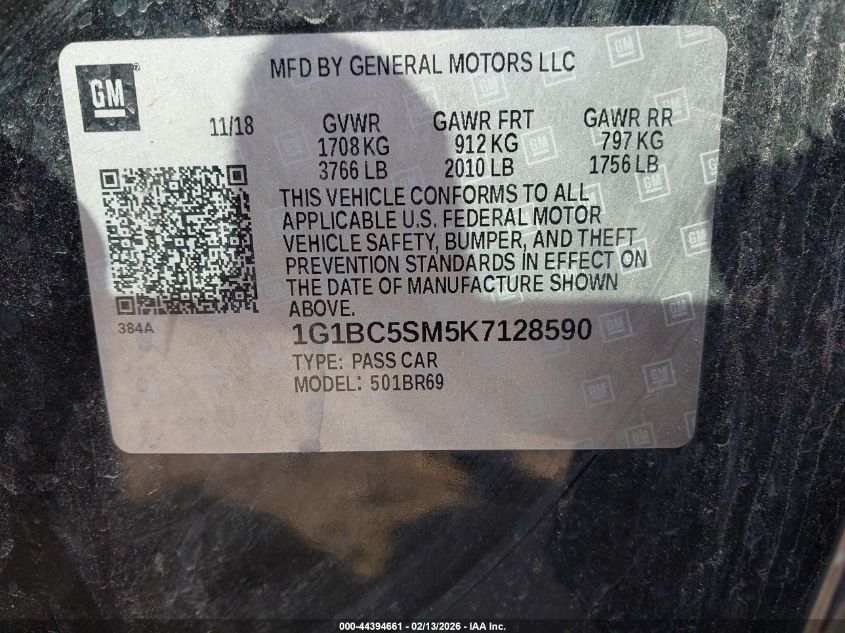 MFD BY GENERAL MOTORS LLC
GM
11/18
GVWR GAWR FRT GAWR RR
1708 KG 912 KG 797 KG
3766 LB 2010 LB 1756 LB
THIS VEHICLE CONFORMS TO ALL
APPLICABLE U.S. FEDERAL MOTOR
VEHICLE SAFETY, BUMPER, AND THEFT
PREVENTION STANDARDS IN EFFECT ON
THE DATE OF MANUFACTURE SHOWN
ABOVE.
384A
1G1BC5SM5K7128590
TYPE: PASS CAR
MODEL: 501BR69
000-44394661 - 02/13/2026 - IAA Inc.